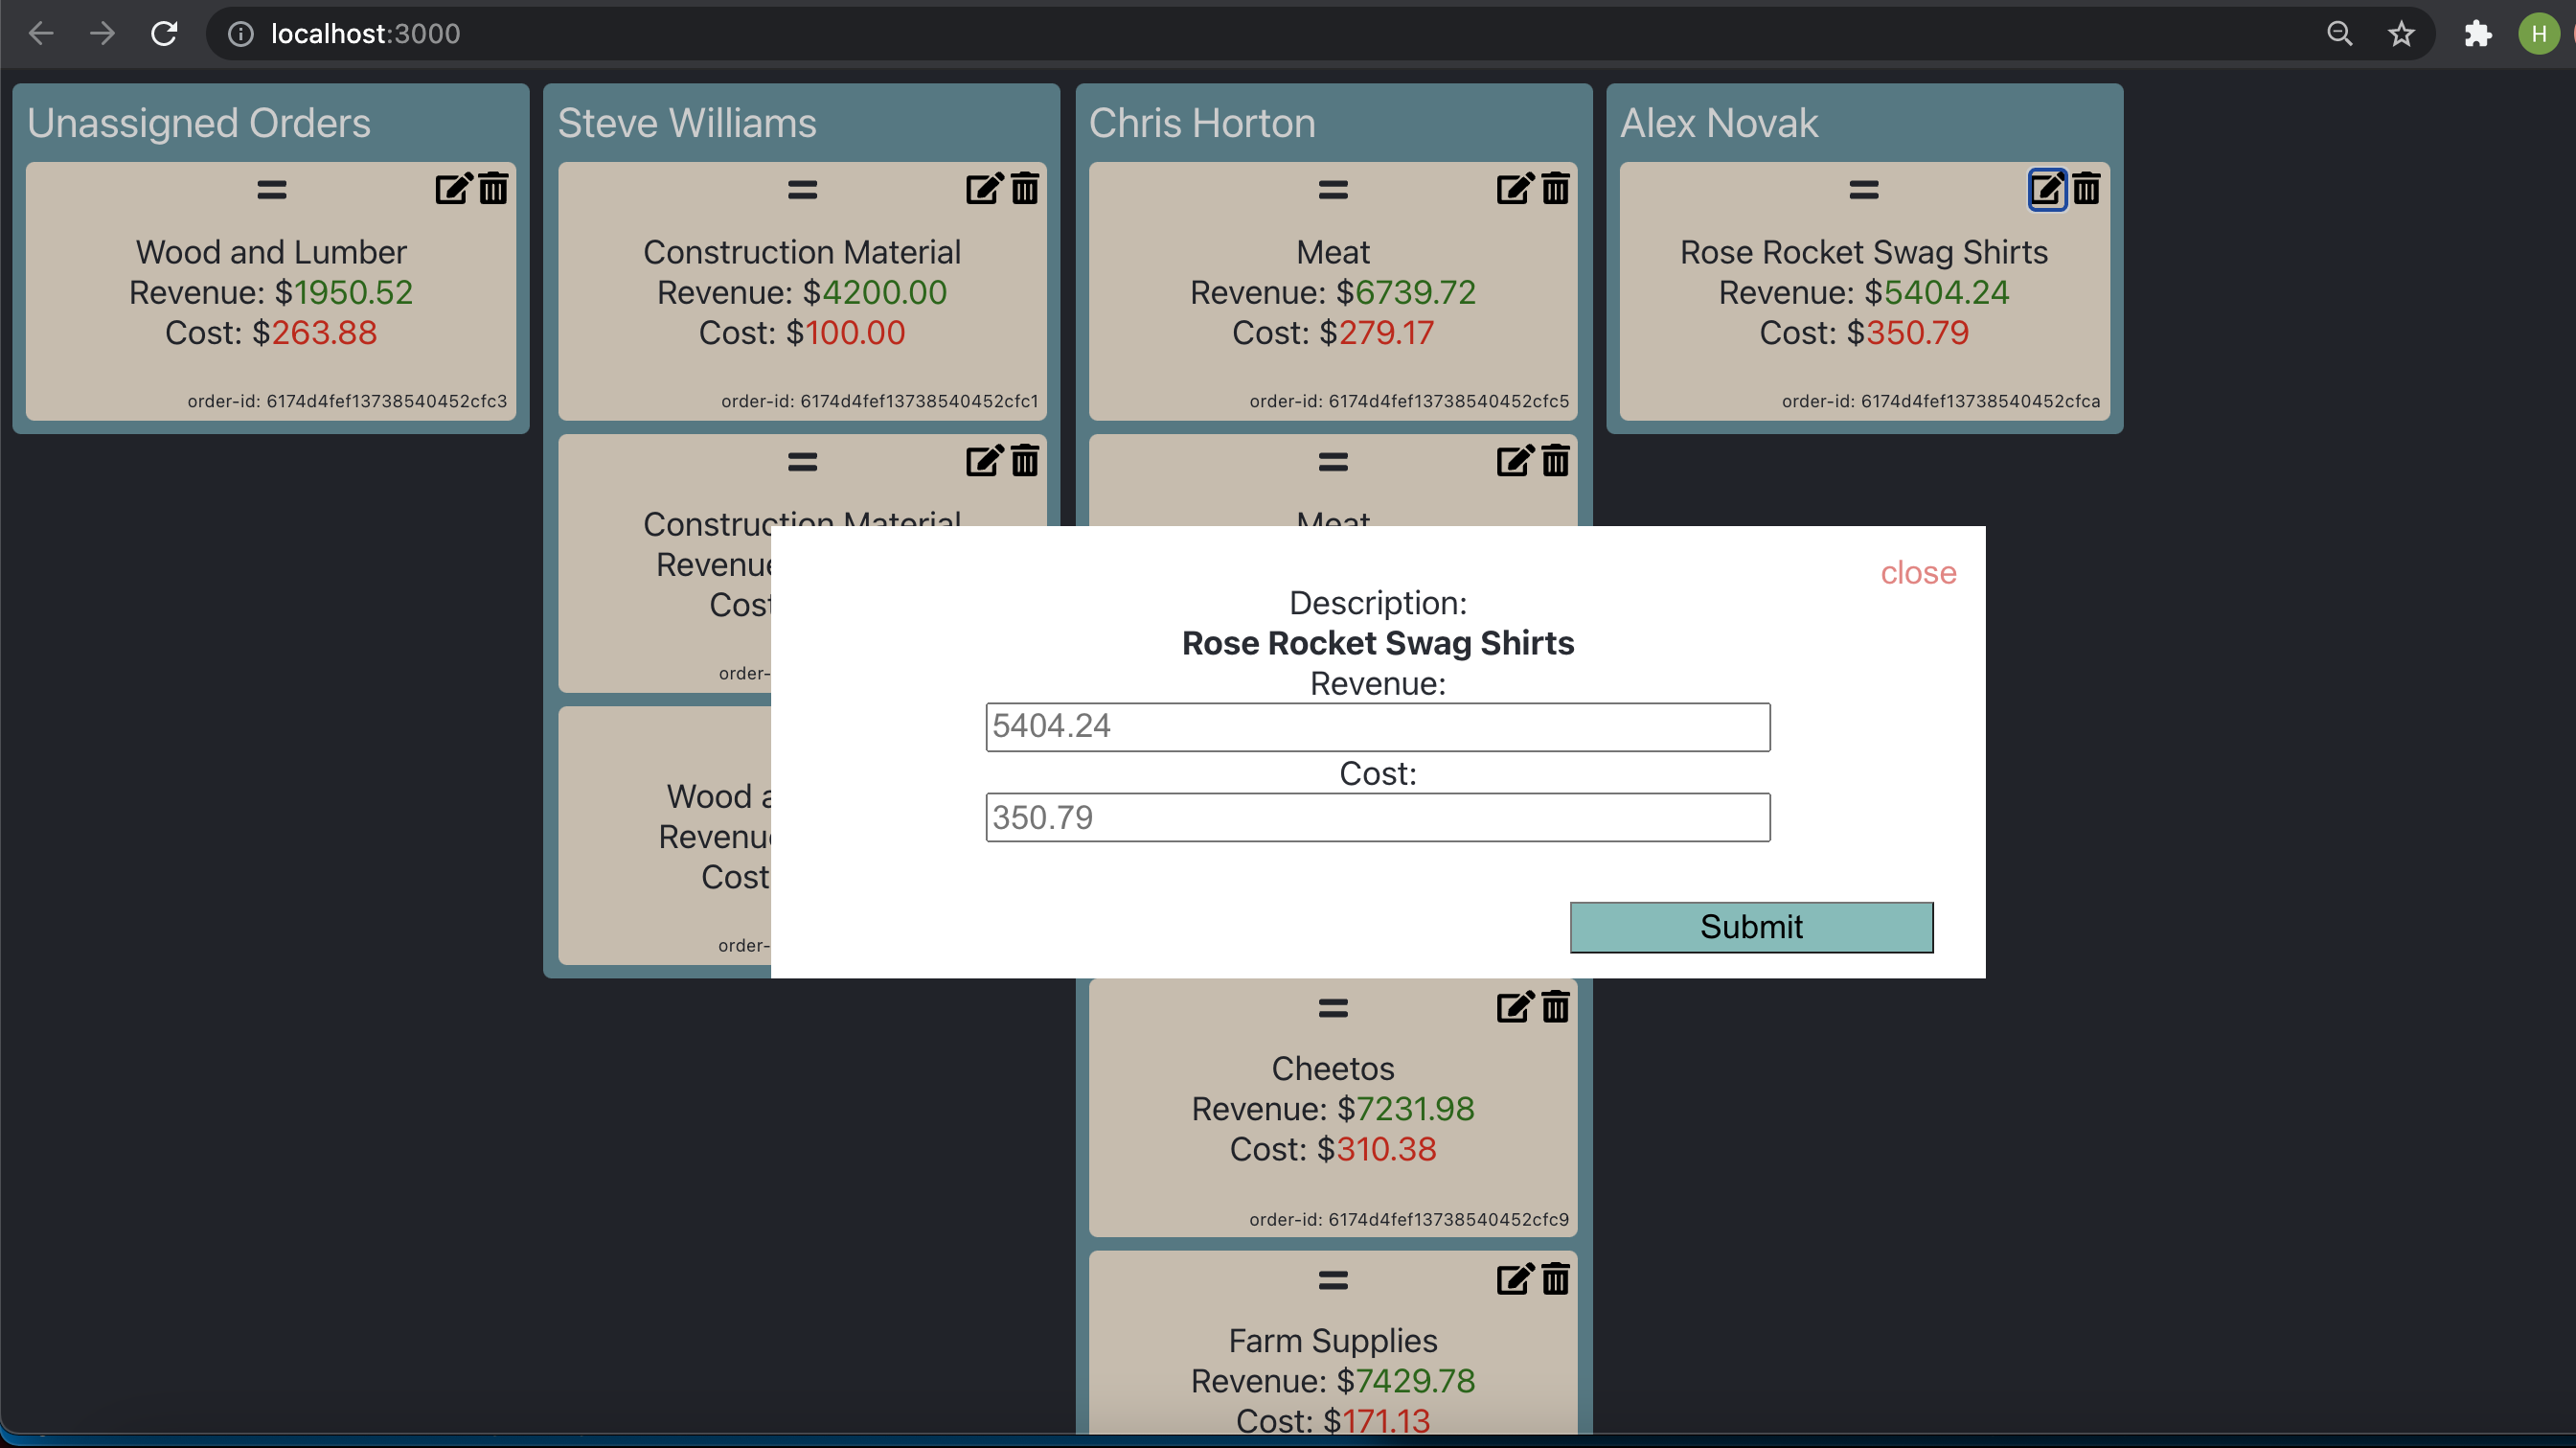 localhost:3000
H
Unassigned Orders
Wood and Lumber
Revenue: $1950.52
Cost: $263.88
order-id: 6174d4fef13738540452cfc3
Steve Williams
Construction Material
Revenue: $4200.00
Cost: $100.00
order-id: 6174d4fef13738540452cfc1
Construction Material
Revenue
Cost
order-
Wood a
Revenu
Cost
order-
Chris Horton
Meat
Revenue: $6739.72
Cost: $279.17
order-id: 6174d4fef13738540452cfc5
Meat
Cheetos
Revenue: $7231.98
Cost: $310.38
order-id: 6174d4fef13738540452cfc9
Farm Supplies
Revenue: $7429.78
Cost: $171.13
Alex Novak
Rose Rocket Swag Shirts
Revenue: $5404.24
Cost: $350.79
order-id: 6174d4fef13738540452cfca
close
Description:
Rose Rocket Swag Shirts
Revenue:
5404.24
Cost:
350.79
Submit